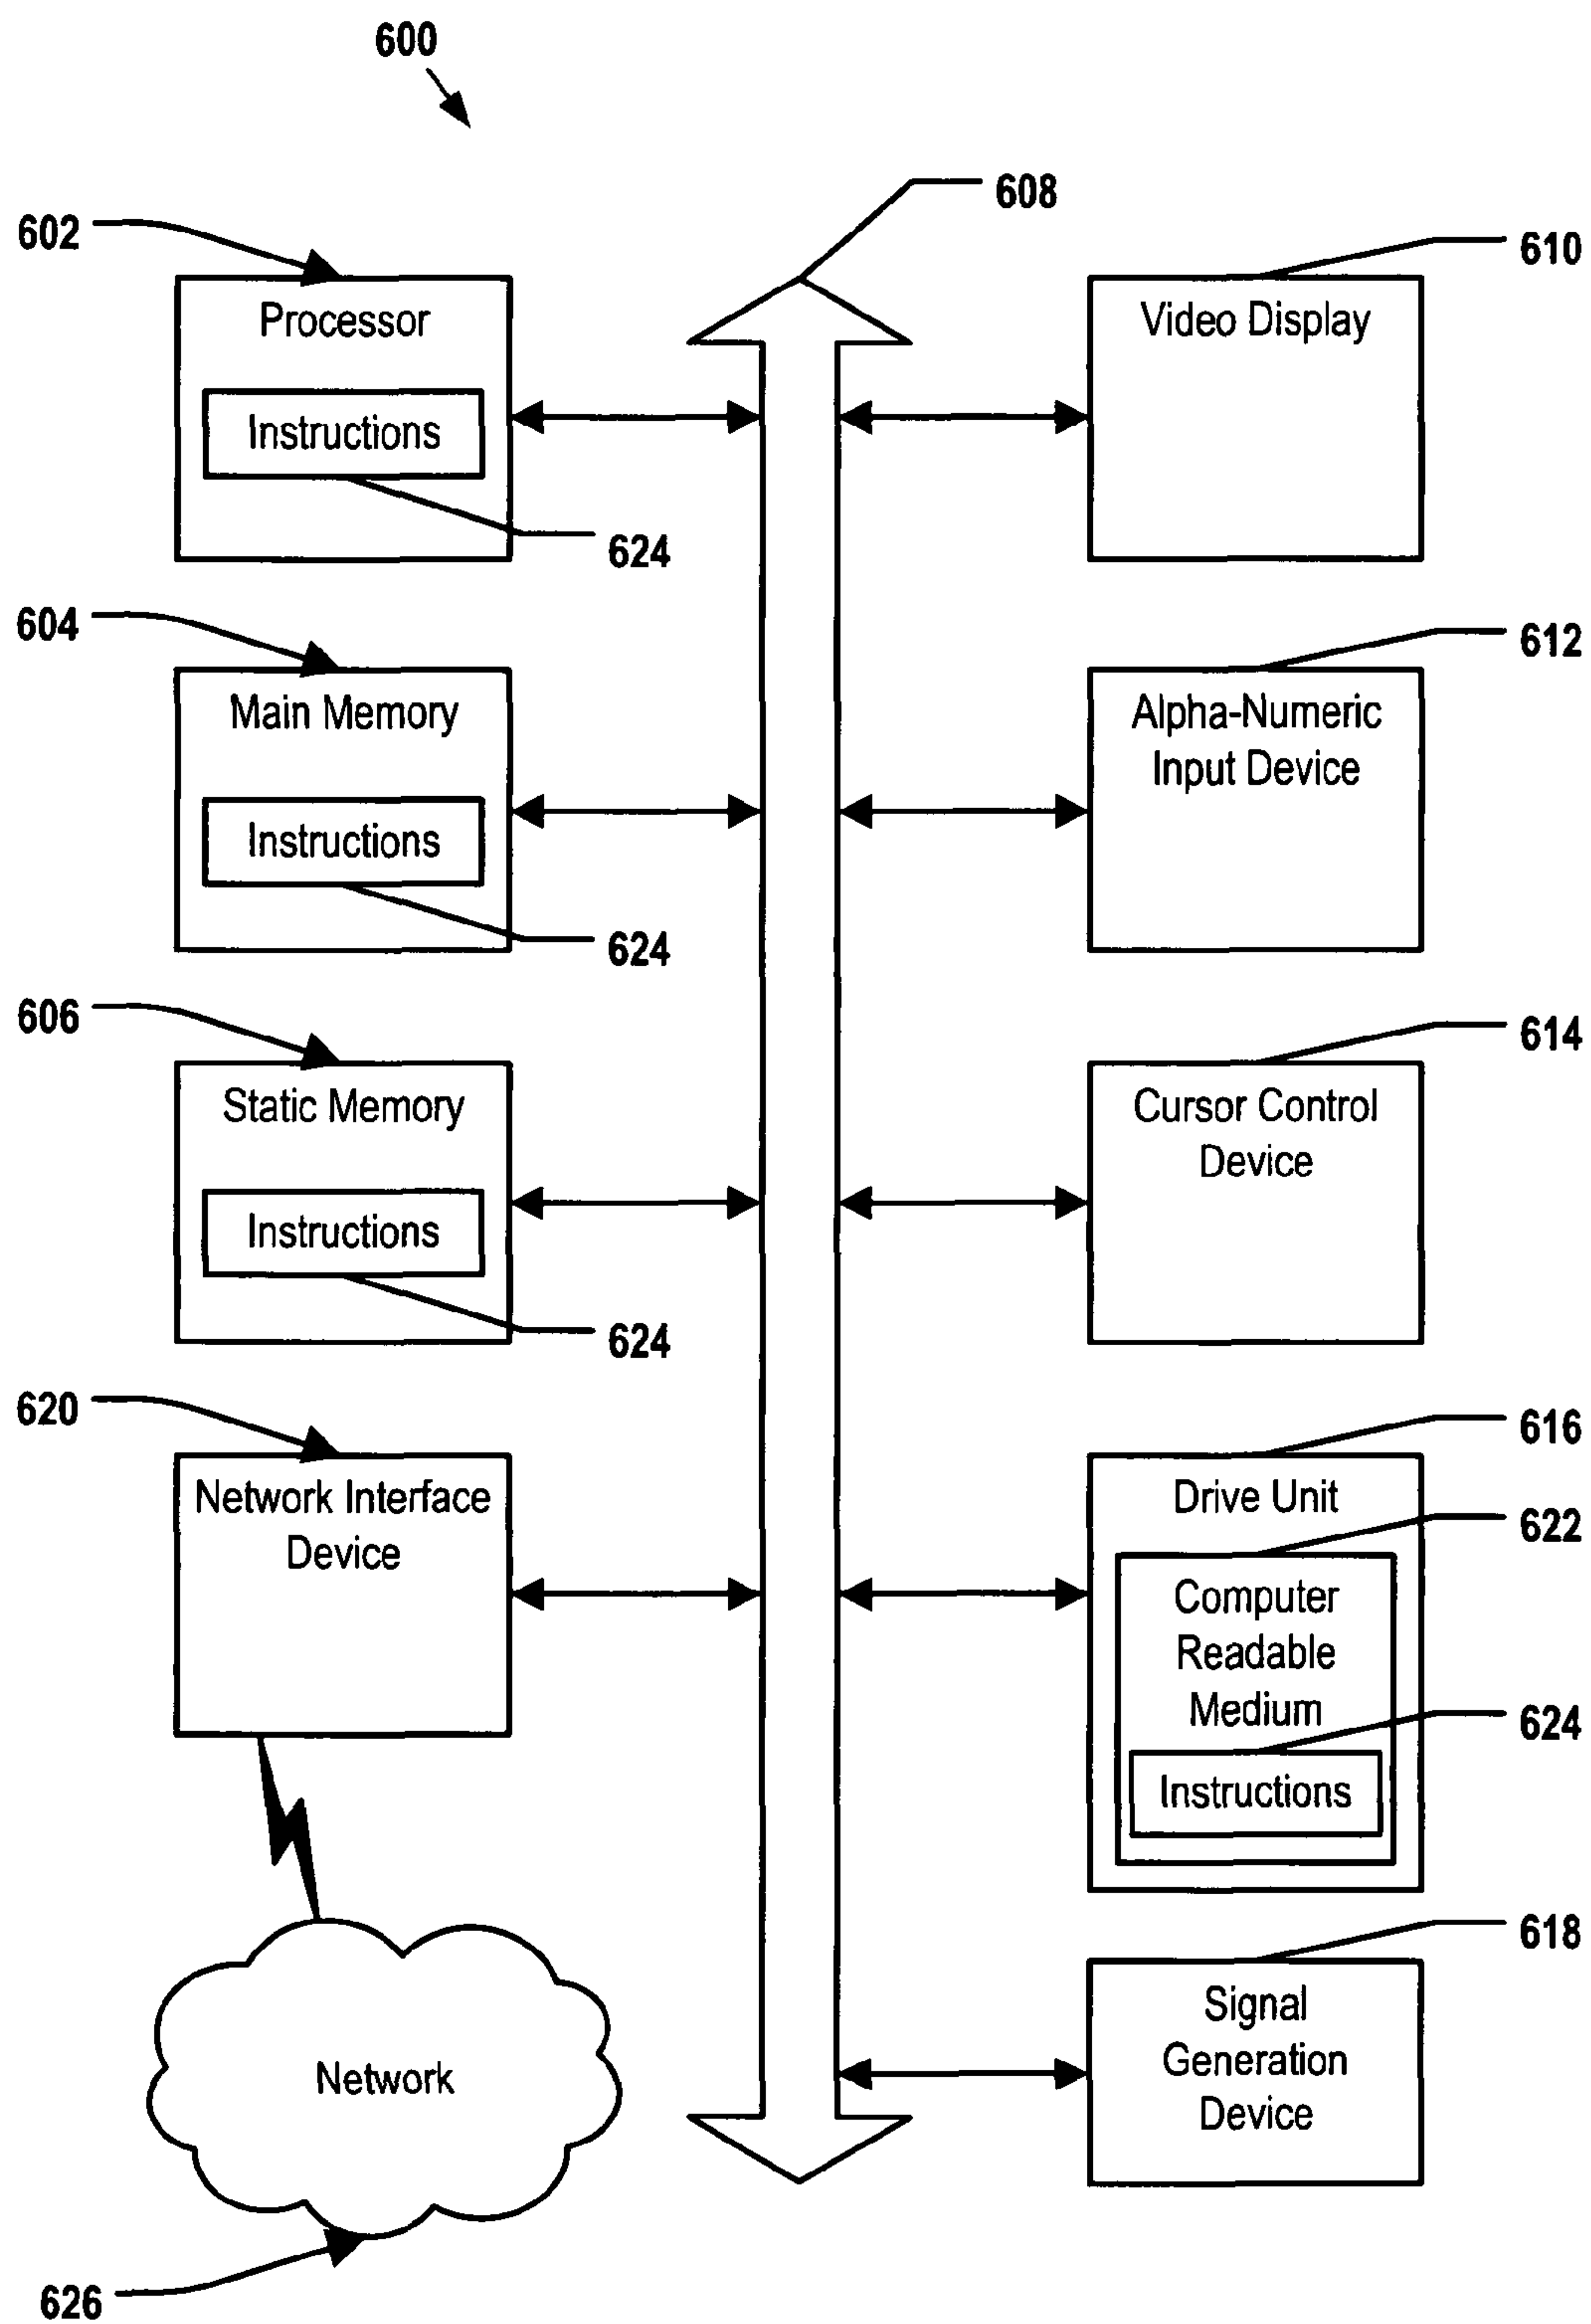 600
608
602
Processor
Instructions
624
610
Video Display
604
Main Memory
Instructions
624
612
Alpha-Numeric
Input Device
606
Static Memory
Instructions
624
614
Cursor Control
Device
620
Network Interface
Device
616
Drive Unit
622
Computer
Readable
Medium
624
Instructions
618
Signal
Generation
Device
Network
626